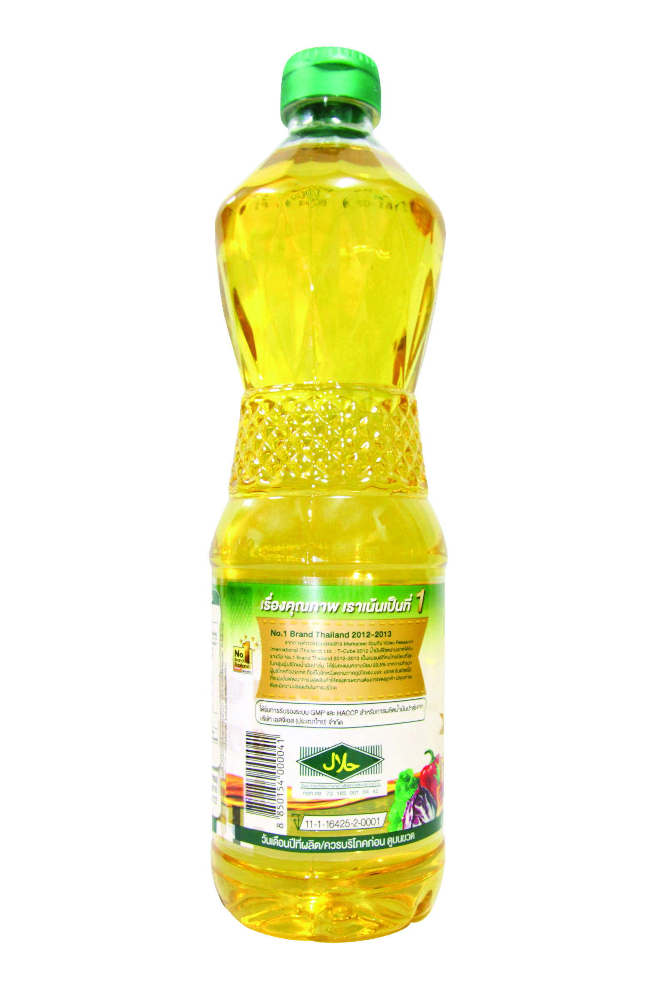 เรื่องคุณภาพ เราเน้นเป็นที่ 1
No.1 Brand Thailand 2012-2013
จากการสำรวจโดยนิตยสาร Marketeer ร่วมกับ Video Research
International (Thailand) Ltd. : T-Cube 2012 น้ำมันพืชตรามรกตได้รับ
รางวัล No.1 Brand Thailand 2012-2013 เป็นแบรนด์ที่คนไทยนิยมที่สุด
ในกลุ่มผู้บริโภคน้ำมันปาล์ม ได้รับคะแนนความนิยม 53.8% จากการสำรวจ
ผู้บริโภคทั่วประเทศ ถือเป็นอีกหนึ่งความภาคภูมิใจของ บมจ. มรกต อินดัสตรี้ส์
ที่จะมุ่งมั่นพัฒนาการผลิตสินค้าให้ตรงตามความต้องการของลูกค้า มีคุณภาพ
ดีและมีความปลอดภัยในการบริโภค
No.1
Brand
Thailand
ได้รับการรับรองระบบ GMP และ HACCP สำหรับการผลิตน้ำมันปาล์มจาก
บริษัท เอสจีเอส (ประเทศไทย) จำกัด
8 850154 000041
حلال
สนง.คณะกรรมการกลางอิสลามแห่งประเทศไทย
กอท.ฮล. 73 185 001 04 42
11-1-16425-2-0001
วันเดือนปีที่ผลิต/ควรบริโภคก่อน ดูบนขวด